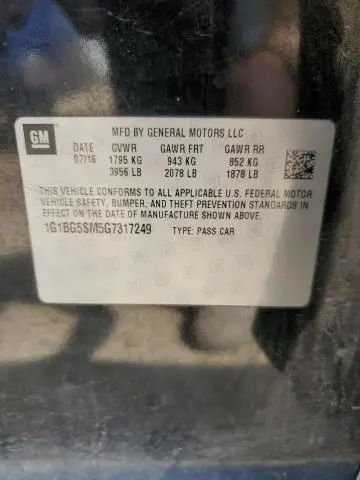 GM
MFD BY GENERAL MOTORS LLC
DATE GVWR GAWR FRT GAWR RR
07/16 1795 KG 943 KG 852 KG
3956 LB 2078 LB 1878 LB
THIS VEHICLE CONFORMS TO ALL APPLICABLE U.S. FEDERAL MOTOR
VEHICLE SAFETY, BUMPER, AND THEFT PREVENTION STANDARDS IN
EFFECT ON THE DATE OF MANUFACTURE SHOWN ABOVE.
1G1BG5SM5G7317249 TYPE: PASS CAR